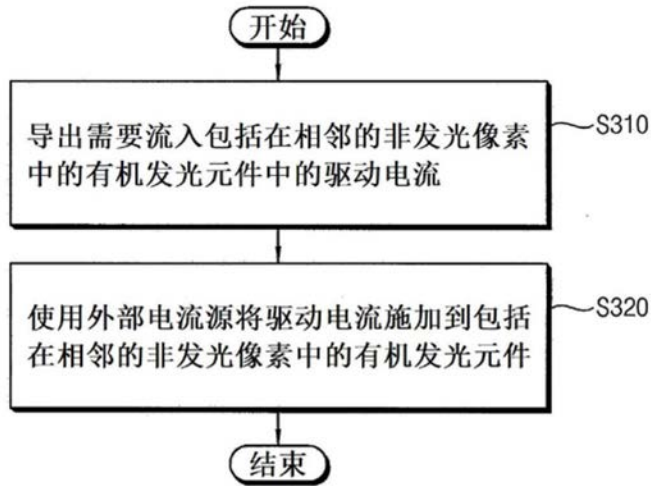 开始
导出需要流入包括在相邻的非发光像素
中的有机发光元件中的驱动电流
S310
使用外部电流源将驱动电流施加到包括
在相邻的非发光像素中的有机发光元件
S320
结束